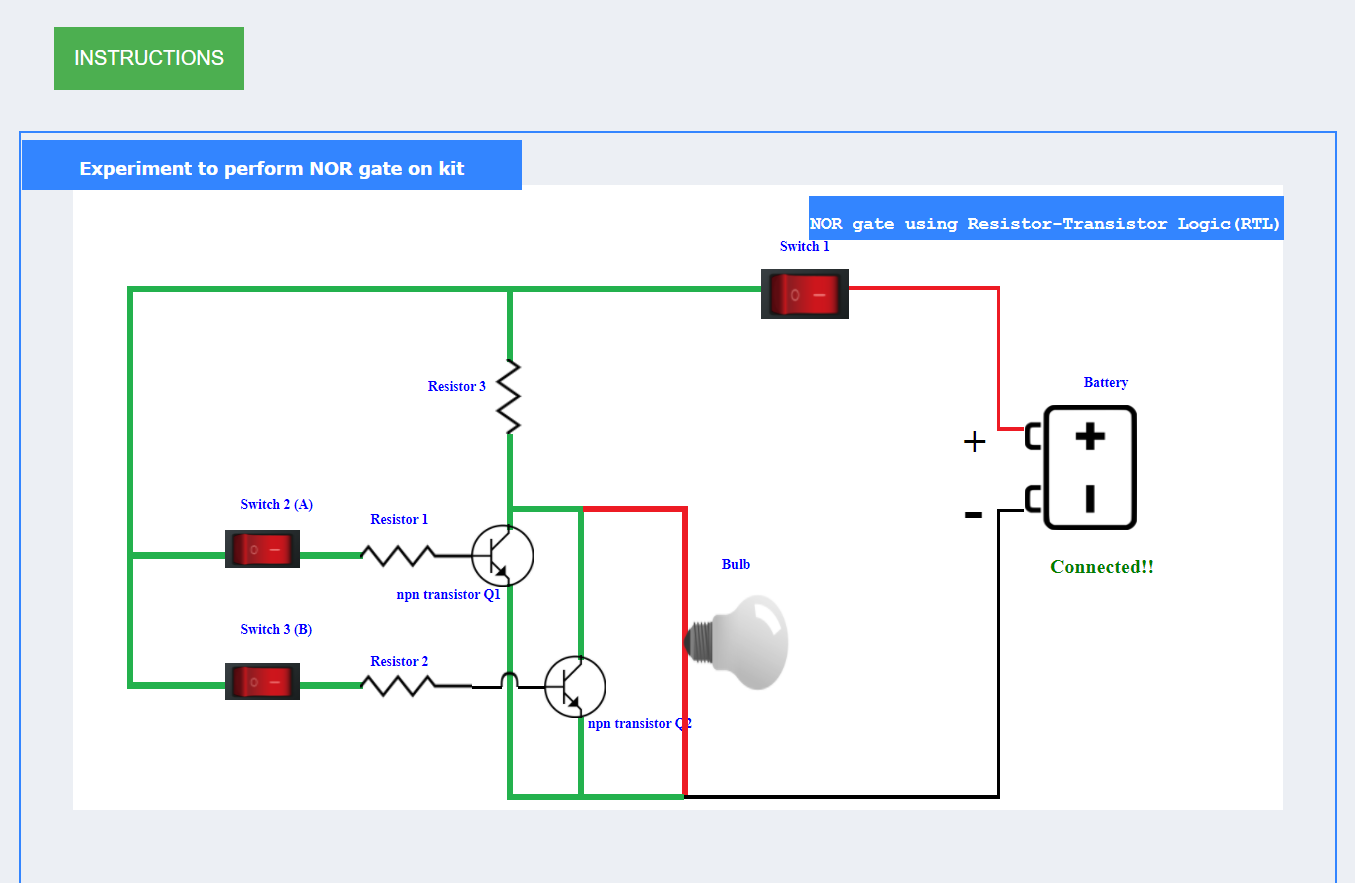 INSTRUCTIONS
Experiment to perform NOR gate on kit
NOR gate using Resistor-Transistor Logic(RTL)
Switch 1
Battery
Resistor 3
+
-
Switch 2 (A)
Resistor 1
Bulb
Connected!!
npn transistor Q1
Switch 3 (B)
Resistor 2
npn transistor Q2